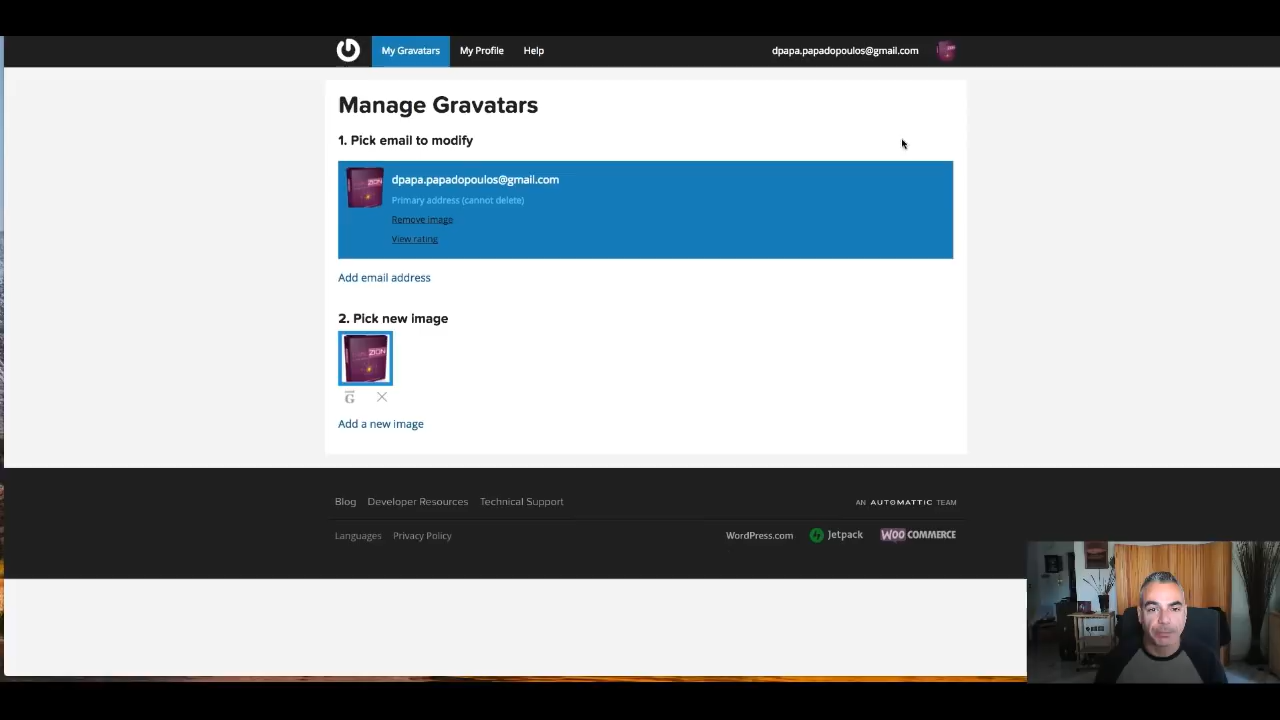 My Gravatars My Profile Help dpapa.papadopoulos@gmail.com
Manage Gravatars
1. Pick email to modify
ZION
dpapa.papadopoulos@gmail.com
Primary address (cannot delete)
Remove image
View rating
Add email address
2. Pick new image
ZION
G
Add a new image
Blog Developer Resources Technical Support AN AUTOMATTIC TEAM
Languages Privacy Policy WordPress.com Jetpack WOO COMMERCE